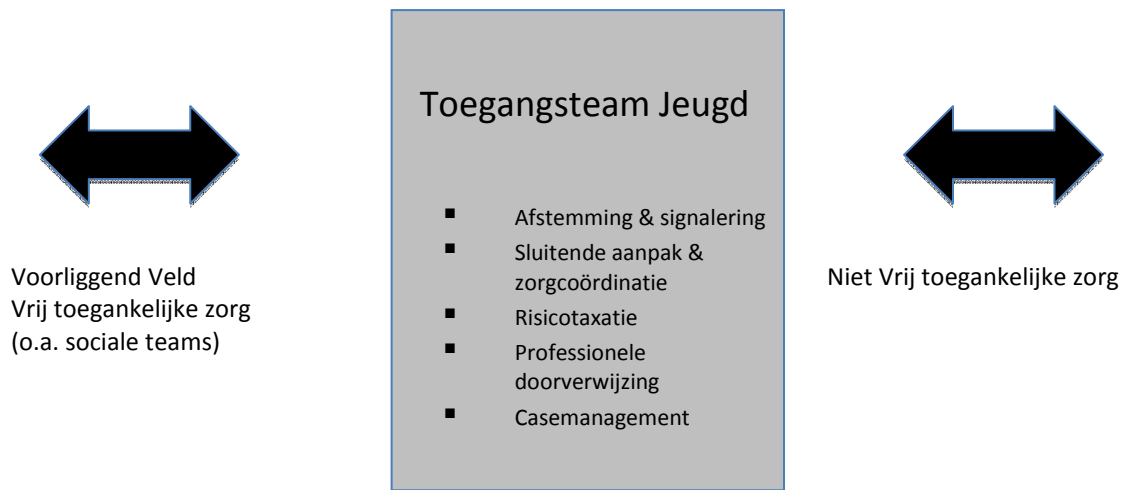 Toegangsteam Jeugd
▪ Afstemming & signalering
▪ Sluitende aanpak &
zorgcoördinatie
▪ Risicotaxatie
▪ Professionele
doorverwijzing
▪ Casemanagement
Voorliggend Veld
Vrij toegankelijke zorg
(o.a. sociale teams)
Niet Vrij toegankelijke zorg